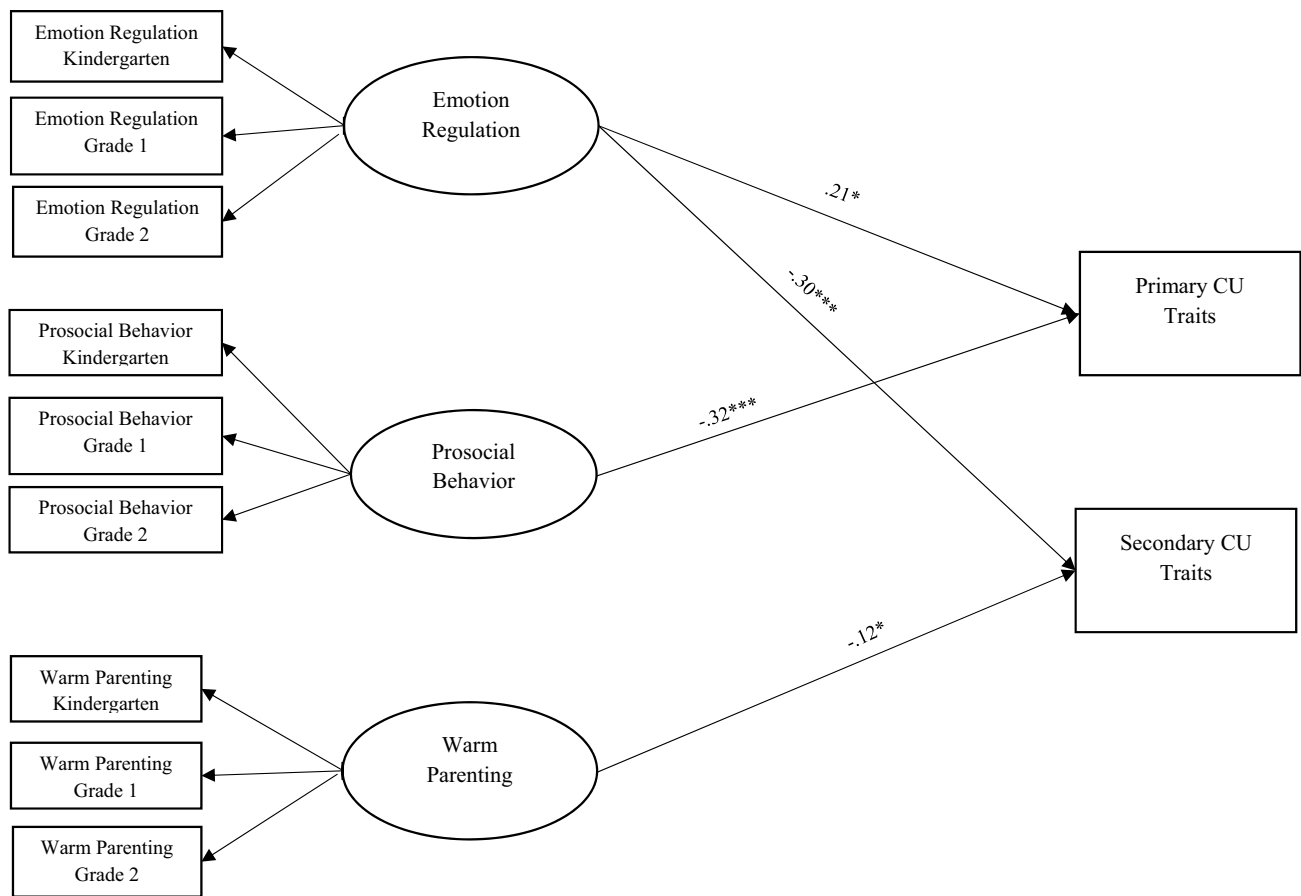 Emotion Regulation
Kindergarten
Emotion Regulation
Grade 1
Emotion Regulation
Grade 2
Emotion
Regulation
.21*
-.30***
Primary CU
Traits
Prosocial Behavior
Kindergarten
Prosocial Behavior
Grade 1
Prosocial Behavior
Grade 2
Prosocial
Behavior
-.32***
Secondary CU
Traits
-.12*
Warm Parenting
Kindergarten
Warm Parenting
Grade 1
Warm Parenting
Grade 2
Warm
Parenting